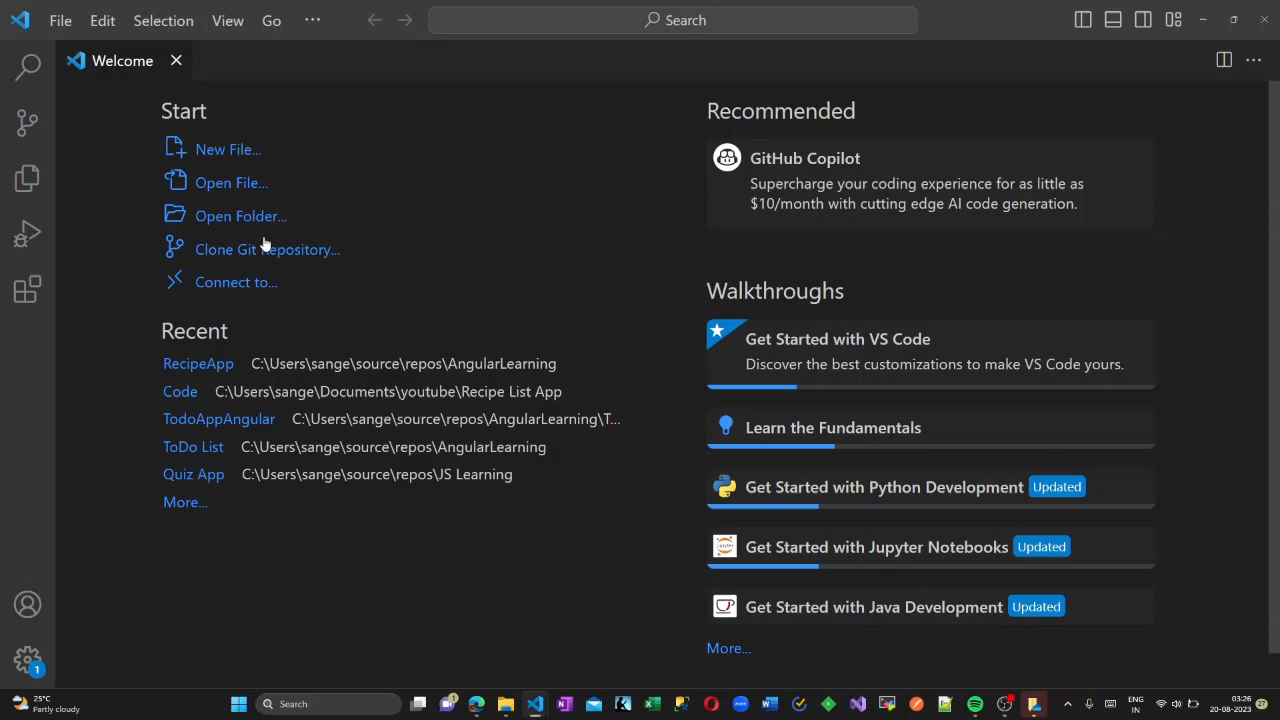 File Edit Selection View Go ...
Search
Welcome
Start
New File...
Open File...
Open Folder...
Clone Git Repository...
Connect to...
Recent
RecipeApp C:\Users\sange\source\repos\AngularLearning
Code C:\Users\sange\Documents\youtube\Recipe List App
TodoAppAngular C:\Users\sange\source\repos\AngularLearning\T...
ToDo List C:\Users\sange\source\repos\AngularLearning
Quiz App C:\Users\sange\source\repos\JS Learning
More...
Recommended
GitHub Copilot
Supercharge your coding experience for as little as
$10/month with cutting edge AI code generation.
Walkthroughs
Get Started with VS Code
Discover the best customizations to make VS Code yours.
Learn the Fundamentals
Get Started with Python Development Updated
Get Started with Jupyter Notebooks Updated
Get Started with Java Development Updated
More...
1
25°C
Partly cloudy
Search
1
ENG
IN
03:26
20-08-2023
27